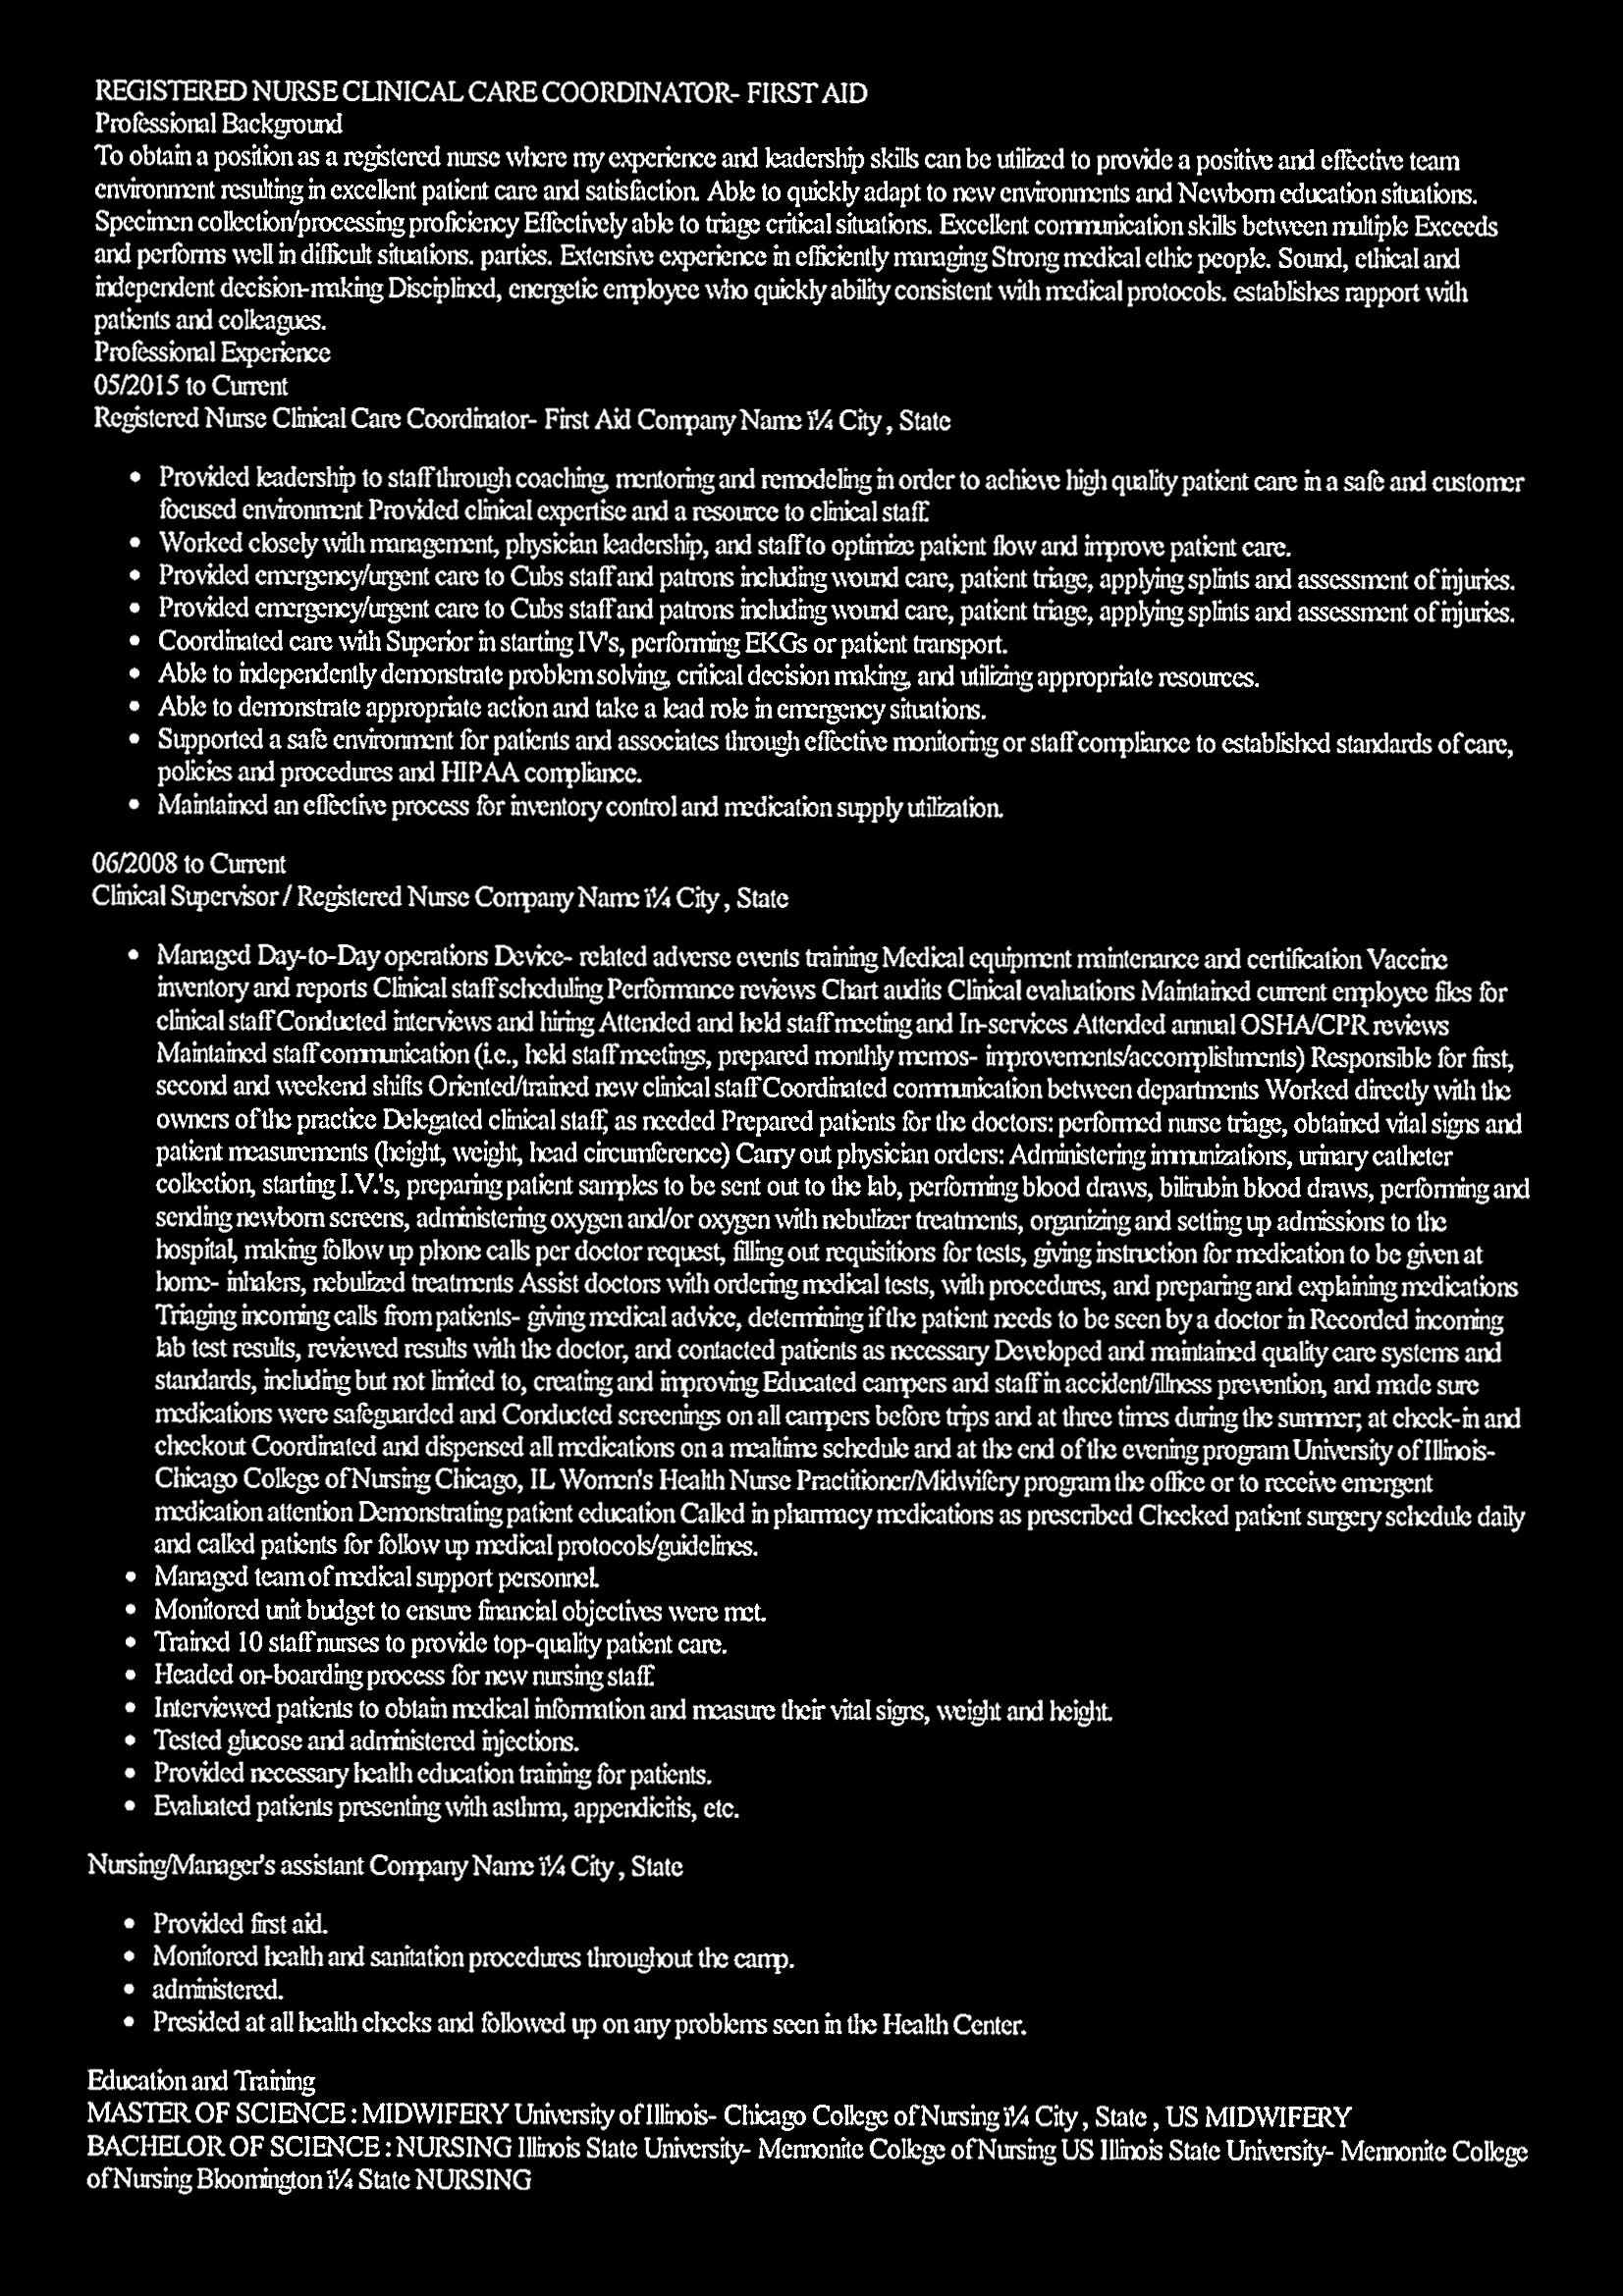 REGISTERED NURSE CLINICAL CARE COORDINATOR- FIRST AID
Professional Background
To obtain a position as a registered nurse where my experience and leadership skills can be utilized to provide a positive and effective team
environment resulting in excellent patient care and satisfaction. Able to quickly adapt to new environments and Newborn education situations.
Specimen collection/processing proficiency Effectively able to triage critical situations. Excellent communication skills between multiple Exceeds
and performs well in difficult situations. parties. Extensive experience in efficiently managing Strong medical ethic people. Sound, ethical and
independent decision-making Disciplined, energetic employee who quickly ability consistent with medical protocols. establishes rapport with
patients and colleagues.
Professional Experience
05/2015 to Current
Registered Nurse Clinical Care Coordinator- First Aid Company Name ï¼ City , State
• Provided leadership to staff through coaching, mentoring and remodeling in order to achieve high quality patient care in a safe and customer
focused environment Provided clinical expertise and a resource to clinical staff.
• Worked closely with management, physician leadership, and staff to optimize patient flow and improve patient care.
• Provided emergency/urgent care to Cubs staff and patrons including wound care, patient triage, applying splints and assessment of injuries.
• Provided emergency/urgent care to Cubs staff and patrons including wound care, patient triage, applying splints and assessment of injuries.
• Coordinated care with Superior in starting IV's, performing EKGs or patient transport.
• Able to independently demonstrate problem solving, critical decision making, and utilizing appropriate resources.
• Able to demonstrate appropriate action and take a lead role in emergency situations.
• Supported a safe environment for patients and associates through effective monitoring or staff compliance to established standards of care,
policies and procedures and HIPAA compliance.
• Maintained an effective process for inventory control and medication supply utilization.
06/2008 to Current
Clinical Supervisor / Registered Nurse Company Name ï¼ City , State
• Managed Day-to-Day operations Device- related adverse events training Medical equipment maintenance and certification Vaccine
inventory and reports Clinical staff scheduling Performance reviews Chart audits Clinical evaluations Maintained current employee files for
clinical staff Conducted interviews and hiring Attended and held staff meeting and In-services Attended annual OSHA/CPR reviews
Maintained staff communication (i.e., held staff meetings, prepared monthly memos- improvements/accomplishments) Responsible for first,
second and weekend shifts Oriented/trained new clinical staff Coordinated communication between departments Worked directly with the
owners of the practice Delegated clinical staff, as needed Prepared patients for the doctors: performed nurse triage, obtained vital signs and
patient measurements (height, weight, head circumference) Carry out physician orders: Administering immunizations, urinary catheter
collection, starting I.V.'s, preparing patient samples to be sent out to the lab, performing blood draws, bilirubin blood draws, performing and
sending newborn screens, administering oxygen and/or oxygen with nebulizer treatments, organizing and setting up admissions to the
hospital, making follow up phone calls per doctor request, filling out requisitions for tests, giving instruction for medication to be given at
home- inhalers, nebulized treatments Assist doctors with ordering medical tests, with procedures, and preparing and explaining medications
Triaging incoming calls from patients- giving medical advice, determining if the patient needs to be seen by a doctor in Recorded incoming
lab test results, reviewed results with the doctor, and contacted patients as necessary Developed and maintained quality care systems and
standards, including but not limited to, creating and improving Educated campers and staff in accident/illness prevention, and made sure
medications were safeguarded and Conducted screenings on all campers before trips and at three times during the summer; at check-in and
checkout Coordinated and dispensed all medications on a mealtime schedule and at the end of the evening program University of Illinois-
Chicago College of Nursing Chicago, IL Women's Health Nurse Practitioner/Midwifery program the office or to receive emergent
medication attention Demonstrating patient education Called in pharmacy medications as prescribed Checked patient surgery schedule daily
and called patients for follow up medical protocols/guidelines.
• Managed team of medical support personnel.
• Monitored unit budget to ensure financial objectives were met.
• Trained 10 staff nurses to provide top-quality patient care.
• Headed on-boarding process for new nursing staff.
• Interviewed patients to obtain medical information and measure their vital signs, weight and height.
• Tested glucose and administered injections.
• Provided necessary health education training for patients.
• Evaluated patients presenting with asthma, appendicitis, etc.
Nursing/Manager's assistant Company Name ï¼ City , State
• Provided first aid.
• Monitored health and sanitation procedures throughout the camp.
• administered.
• Presided at all health checks and followed up on any problems seen in the Health Center.
Education and Training
MASTER OF SCIENCE : MIDWIFERY University of Illinois- Chicago College of Nursing ï¼ City , State , US MIDWIFERY
BACHELOR OF SCIENCE : NURSING Illinois State University- Mennonite College of Nursing US Illinois State University- Mennonite College
of Nursing Bloomington ï¼ State NURSING